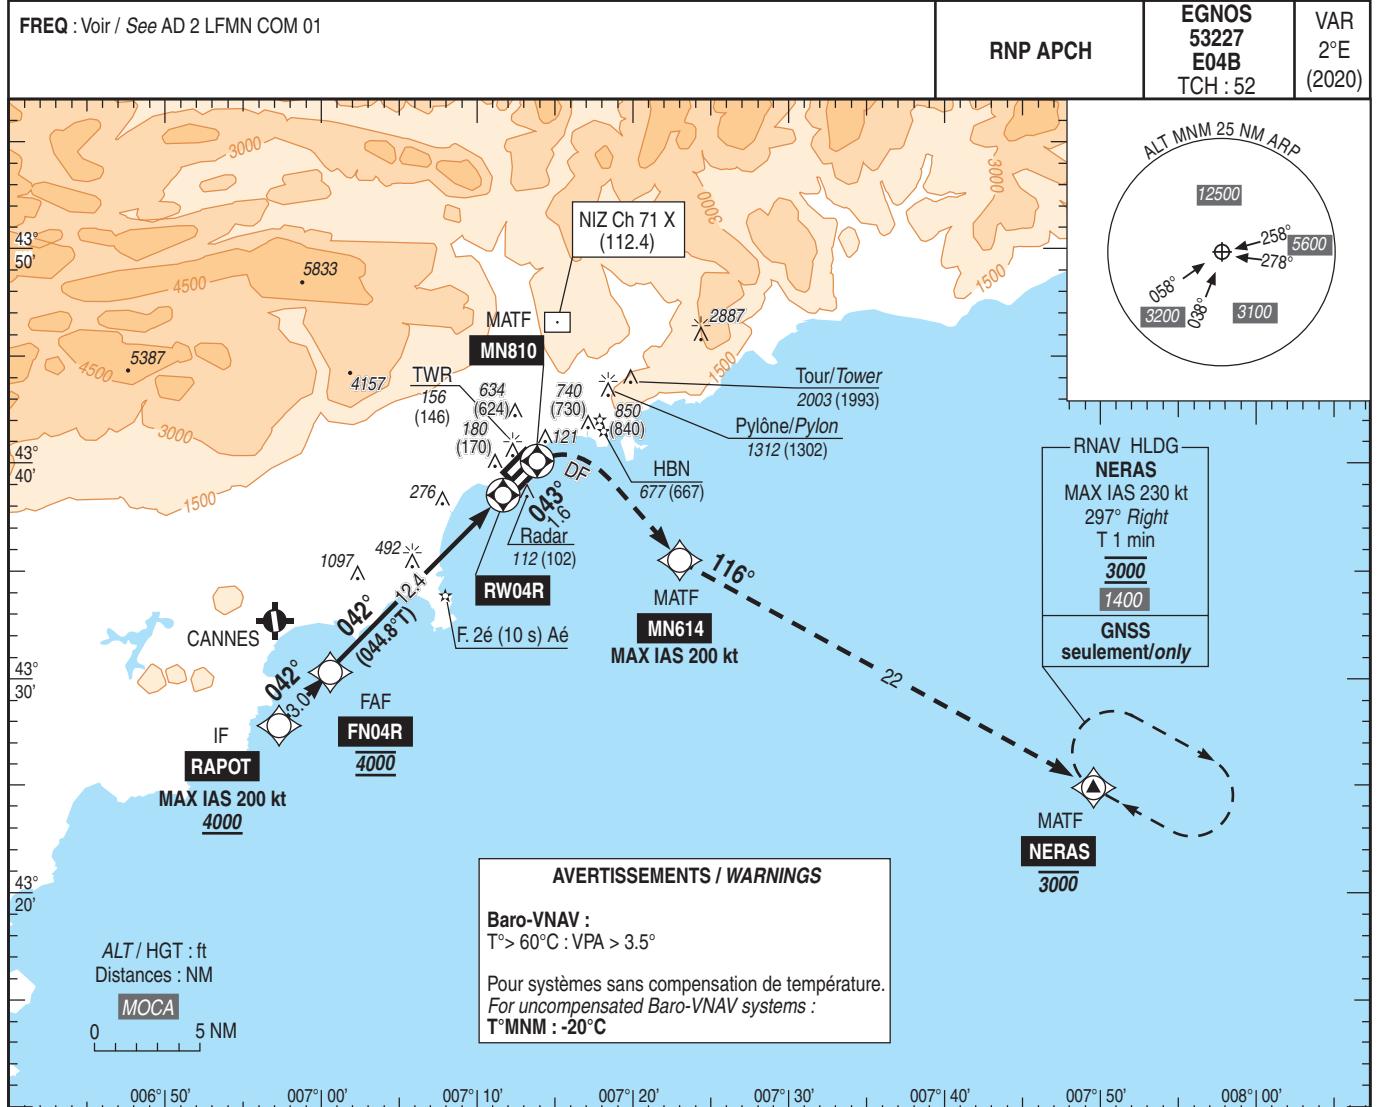 FREQ : Voir / See AD 2 LFMN COM 01
RNP APCH
EGNOS
53227
E04B
TCH : 52
VAR
2°E
(2020)
ALT MNM 25 NM ARP
12500
258°
5600
278°
058°
038°
3200
3100
3000
3000
3000
NIZ Ch 71 X
(112.4)
43°
50'
5833
4500
1500
MATF
MN810
2887
5387
4500
4157
1500
TWR
156
(146)
634
(624)
740
(730)
850
(840)
Tour/Tower
2003 (1993)
180
(170)
121
Pylône/Pylon
1312 (1302)
3000
43°
40'
DF
HBN
677 (667)
RNAV HLDG
NERAS
MAX IAS 230 kt
297° Right
T 1 min
3000
1400
GNSS
seulement/only
1500
276
043°
1.6
Radar
112 (102)
1097
492
12.4
RW04R
116°
MATF
MN614
MAX IAS 200 kt
CANNES
042°
(044.8°T)
F. 2é (10 s) Aé
43°
30'
042°
3.0
22
FAF
FN04R
4000
IF
RAPOT
MAX IAS 200 kt
4000
MATF
NERAS
3000
43°
20'
AVERTISSEMENTS / WARNINGS
Baro-VNAV :
T°> 60°C : VPA > 3.5°
Pour systèmes sans compensation de température.
For uncompensated Baro-VNAV systems :
T°MNM : -20°C
ALT / HGT : ft
Distances : NM
MOCA
0 5 NM
006°50' 007°00' 007°10' 007°20' 007°30' 007°40' 007°50' 008°00'